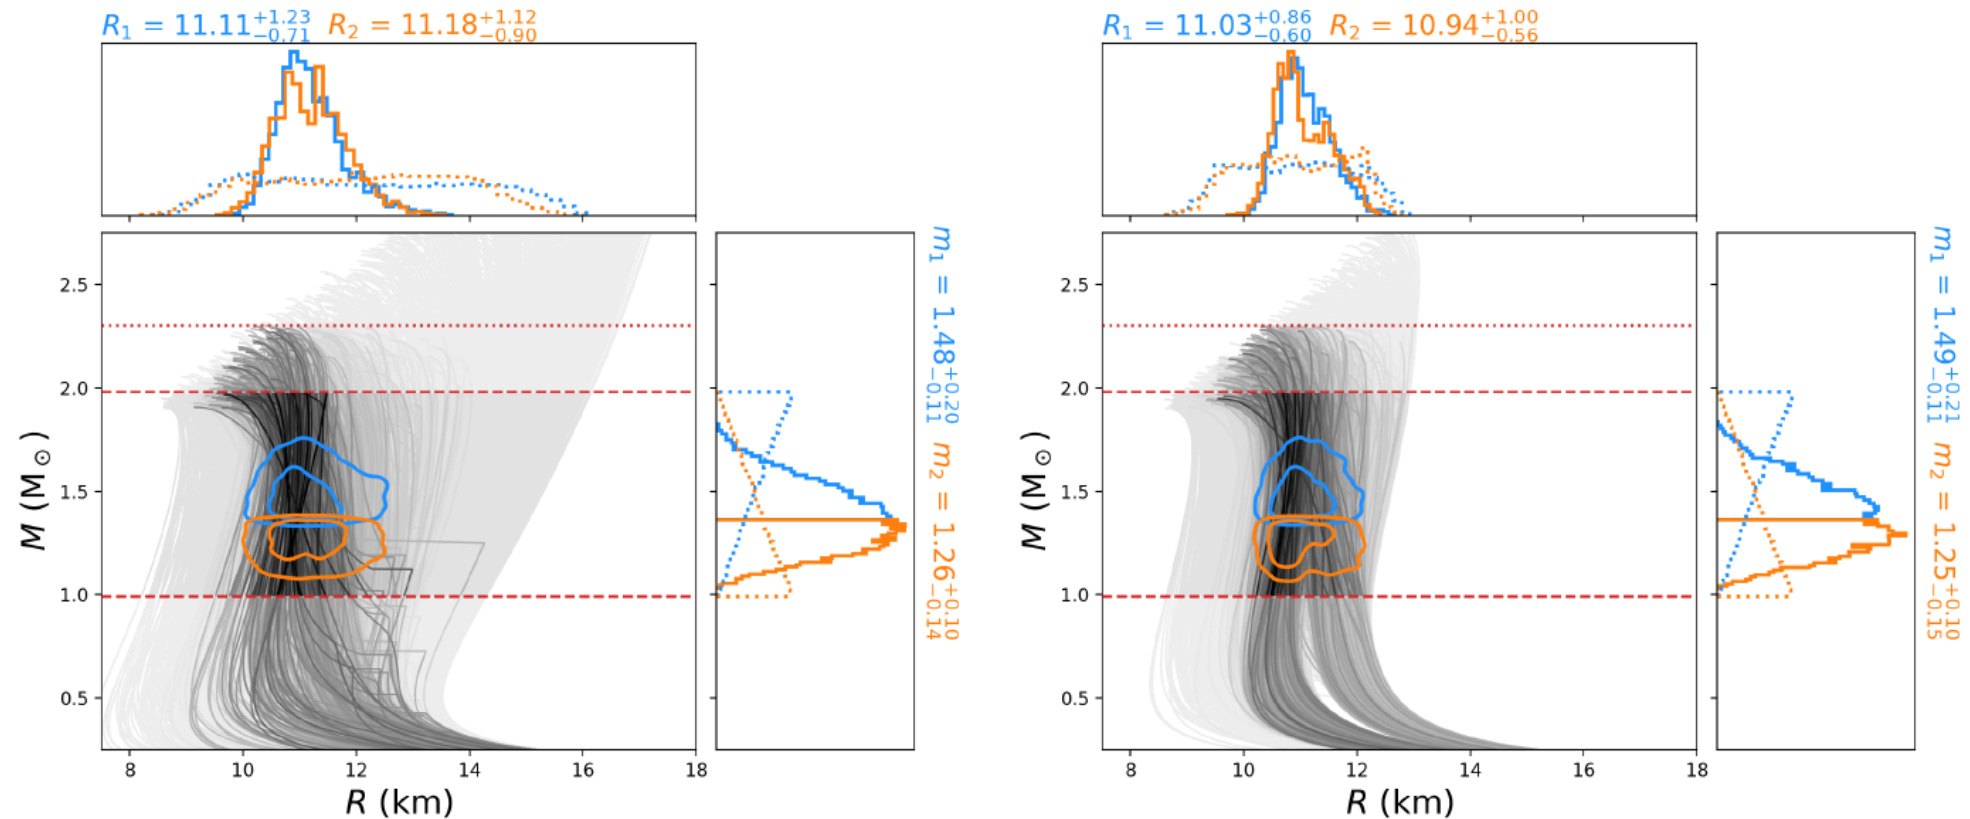 R₁ = 11.11⁺¹·²³₋₀.₇₁ R₂ = 11.18⁺¹·¹²₋₀.₉₀
2.5
2.0
1.5
1.0
0.5
M (M⊙)
8 10 12 14 16 18
R (km)
m₁ = 1.48⁺⁰·²⁰₋₀.₁₁ m₂ = 1.26⁺⁰·¹⁰₋₀.₁₄
R₁ = 11.03⁺⁰·⁸⁶₋₀.₆₀ R₂ = 10.94⁺¹·⁰⁰₋₀.₅₆
2.5
2.0
1.5
1.0
0.5
M (M⊙)
8 10 12 14 16 18
R (km)
m₁ = 1.49⁺⁰·²¹₋₀.₁₁ m₂ = 1.25⁺⁰·¹⁰₋₀.₁₅